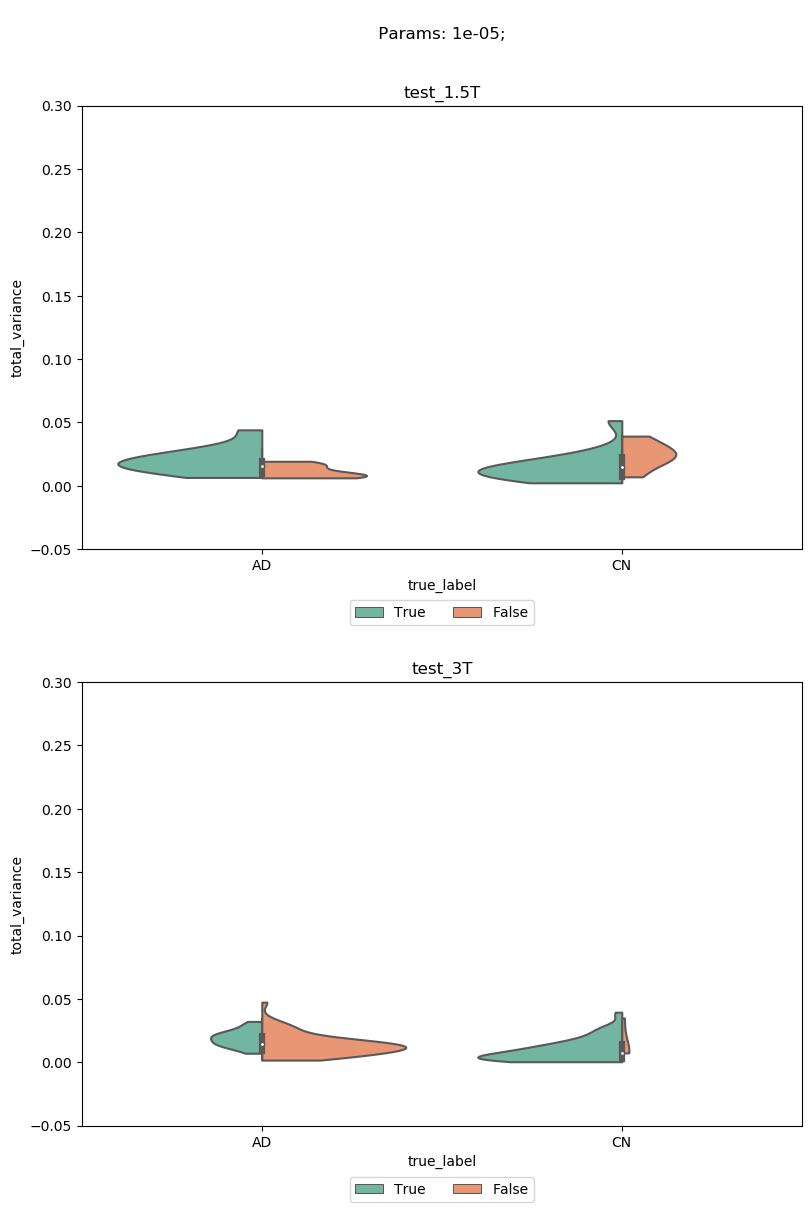 Params: 1e-05;
test_1.5T
0.30
0.25
0.20
0.15
0.10
0.05
0.00
−0.05
total_variance
AD CN
true_label
True False
test_3T
0.30
0.25
0.20
0.15
0.10
0.05
0.00
−0.05
total_variance
AD CN
true_label
True False